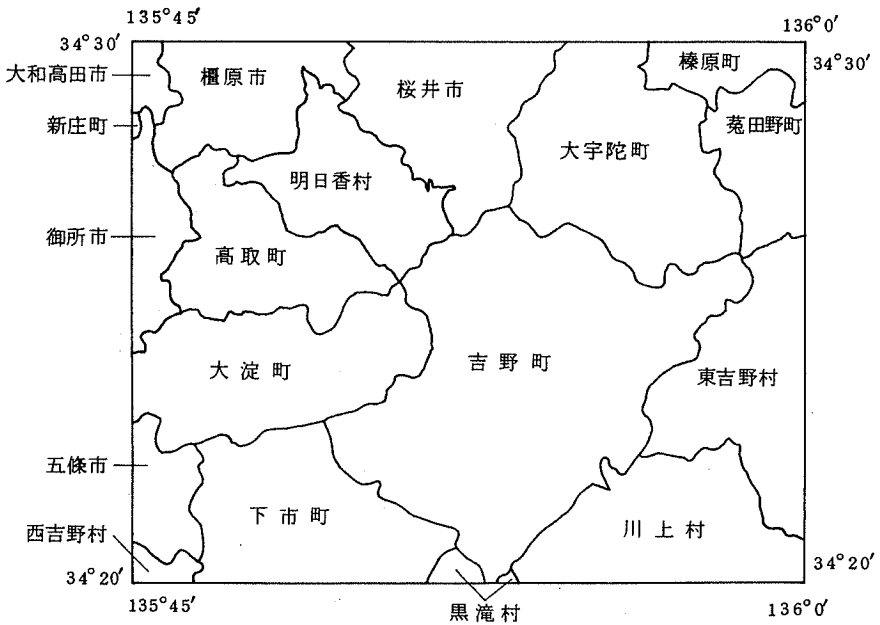 135°45′
136°0′
34°30′
34°30′
大和高田市
橿原市
桜井市
榛原町
新庄町
菟田野町
大宇陀町
明日香村
御所市
高取町
大淀町
吉野町
東吉野村
五條市
下市町
川上村
西吉野村
34°20′
34°20′
135°45′
黒滝村
136°0′